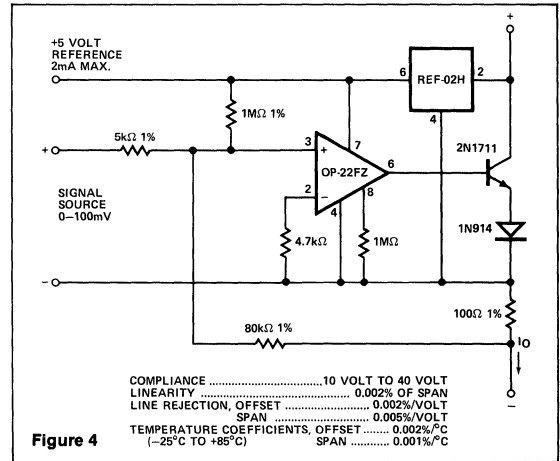 +
+5 VOLT
REFERENCE
2mA MAX.
6 REF-02H 2
4
1MΩ 1%
+ 5kΩ 1%
3 + 7
2N1711
OP-22FZ 6
2 − 8
4
SIGNAL
SOURCE
0–100mV
1N914
4.7kΩ 1MΩ
−
100Ω 1%
80kΩ 1%
IO
−
COMPLIANCE ............................10 VOLT TO 40 VOLT
LINEARITY ................................ 0.002% OF SPAN
LINE REJECTION, OFFSET ................. 0.002%/VOLT
SPAN ..................... 0.005%/VOLT
TEMPERATURE COEFFICIENTS, OFFSET ...... 0.002%/°C
(−25°C TO +85°C) SPAN .......... 0.001%/°C
Figure 4